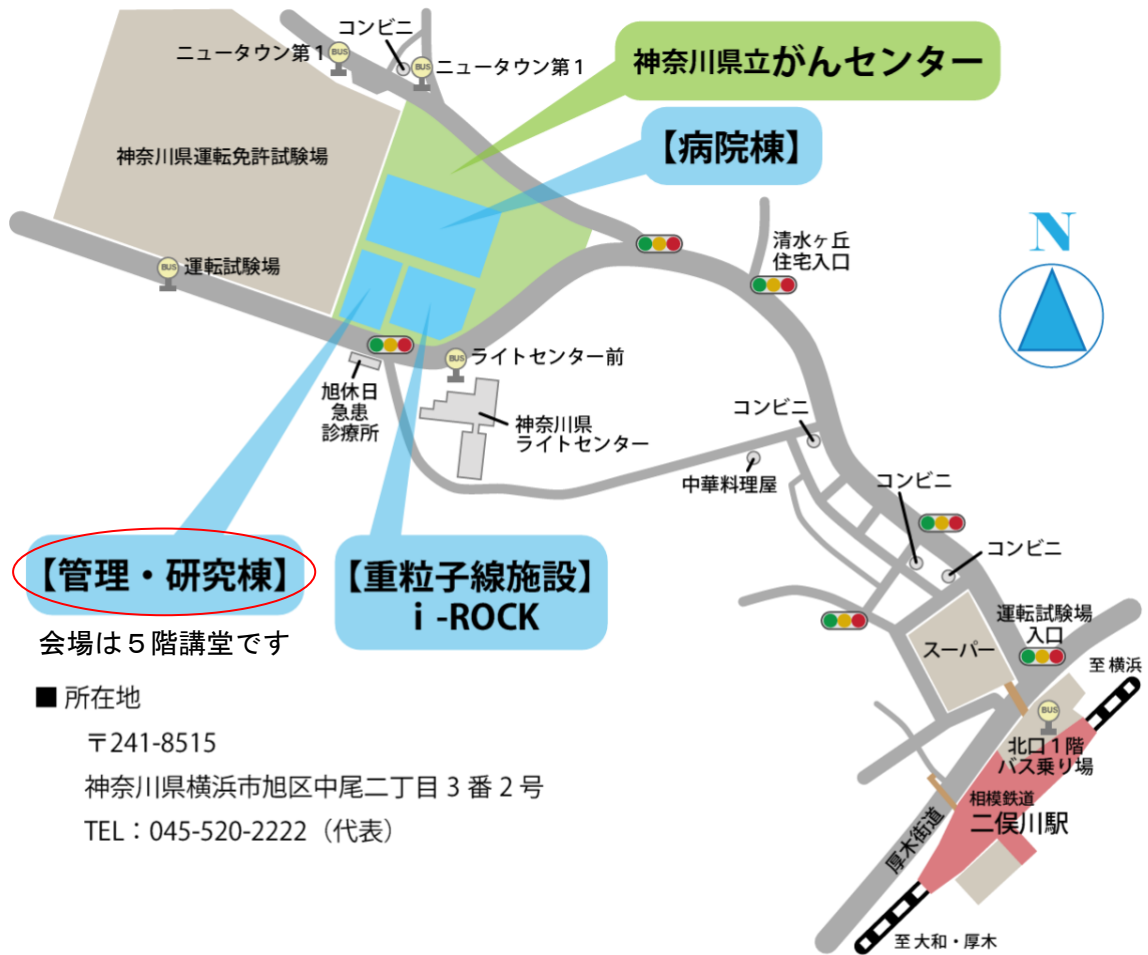 コンビニ
ニュータウン第1
BUS
BUS
ニュータウン第1
神奈川県立がんセンター
【病院棟】
神奈川県運転免許試験場
N
清水ヶ丘
住宅入口
BUS
運転試験場
BUS
ライトセンター前
旭休日
急患
診療所
神奈川県
ライトセンター
コンビニ
中華料理屋
コンビニ
コンビニ
【管理・研究棟】
【重粒子線施設】
i -ROCK
会場は5階講堂です
運転試験場
入口
スーパー
至横浜
BUS
北口1階
バス乗り場
相模鉄道
二俣川駅
厚木街道
至大和・厚木
■ 所在地
〒241-8515
神奈川県横浜市旭区中尾二丁目 3 番 2 号
TEL：045-520-2222（代表）